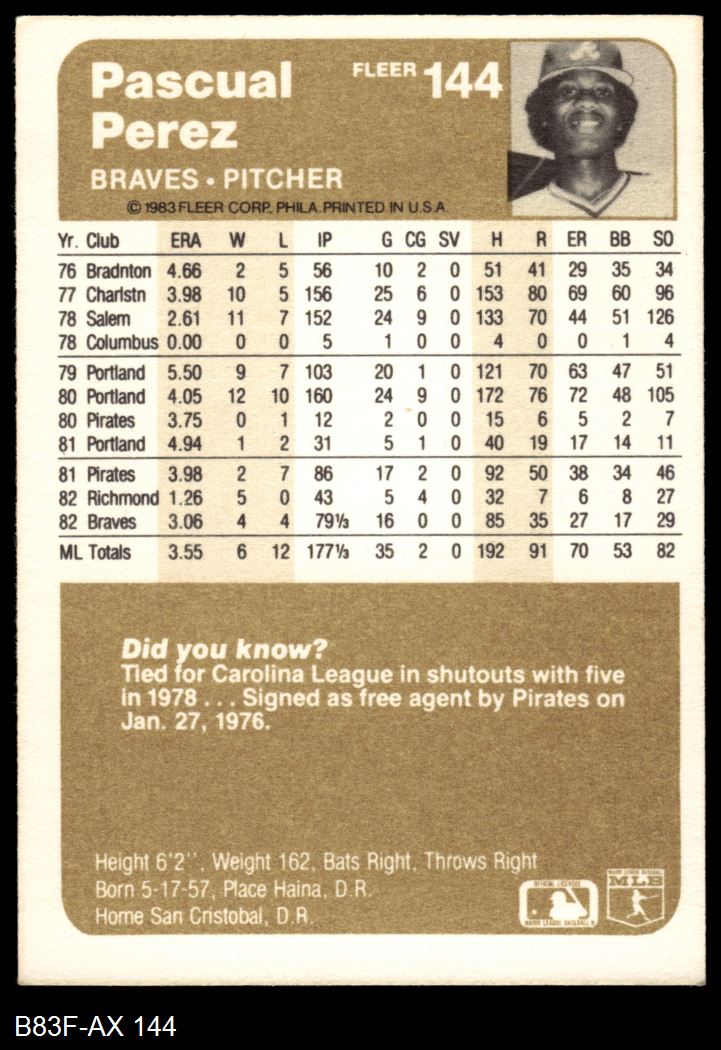 Pascual
Perez
FLEER 144
BRAVES • PITCHER
© 1983 FLEER CORP. PHILA. PRINTED IN U.S.A.
Yr. Club ERA W L IP G CG SV H R ER BB SO
76 Bradnton 4.66 2 5 56 10 2 0 51 41 29 35 34
77 Charlstn 3.98 10 5 156 25 6 0 153 80 69 60 96
78 Salem 2.61 11 7 152 24 9 0 133 70 44 51 126
78 Columbus 0.00 0 0 5 1 0 0 4 0 0 1 4
79 Portland 5.50 9 7 103 20 1 0 121 70 63 47 51
80 Portland 4.05 12 10 160 24 9 0 172 76 72 48 105
80 Pirates 3.75 0 1 12 2 0 0 15 6 5 2 7
81 Portland 4.94 1 2 31 5 1 0 40 19 17 14 11
81 Pirates 3.98 2 7 86 17 2 0 92 50 38 34 46
82 Richmond 1.26 5 0 43 5 4 0 32 7 6 8 27
82 Braves 3.06 4 4 79⅓ 16 0 0 85 35 27 17 29
ML Totals 3.55 6 12 177⅓ 35 2 0 192 91 70 53 82
Did you know?
Tied for Carolina League in shutouts with five
in 1978 . . . Signed as free agent by Pirates on
Jan. 27, 1976.
Height 6'2'', Weight 162, Bats Right, Throws Right
Born 5-17-57, Place Haina, D.R.
Home San Cristobal, D.R.
OFFICIAL LICENSEE
MAJOR LEAGUE BASEBALL
MAJOR LEAGUE BASEBALL
MLB
B83F-AX 144